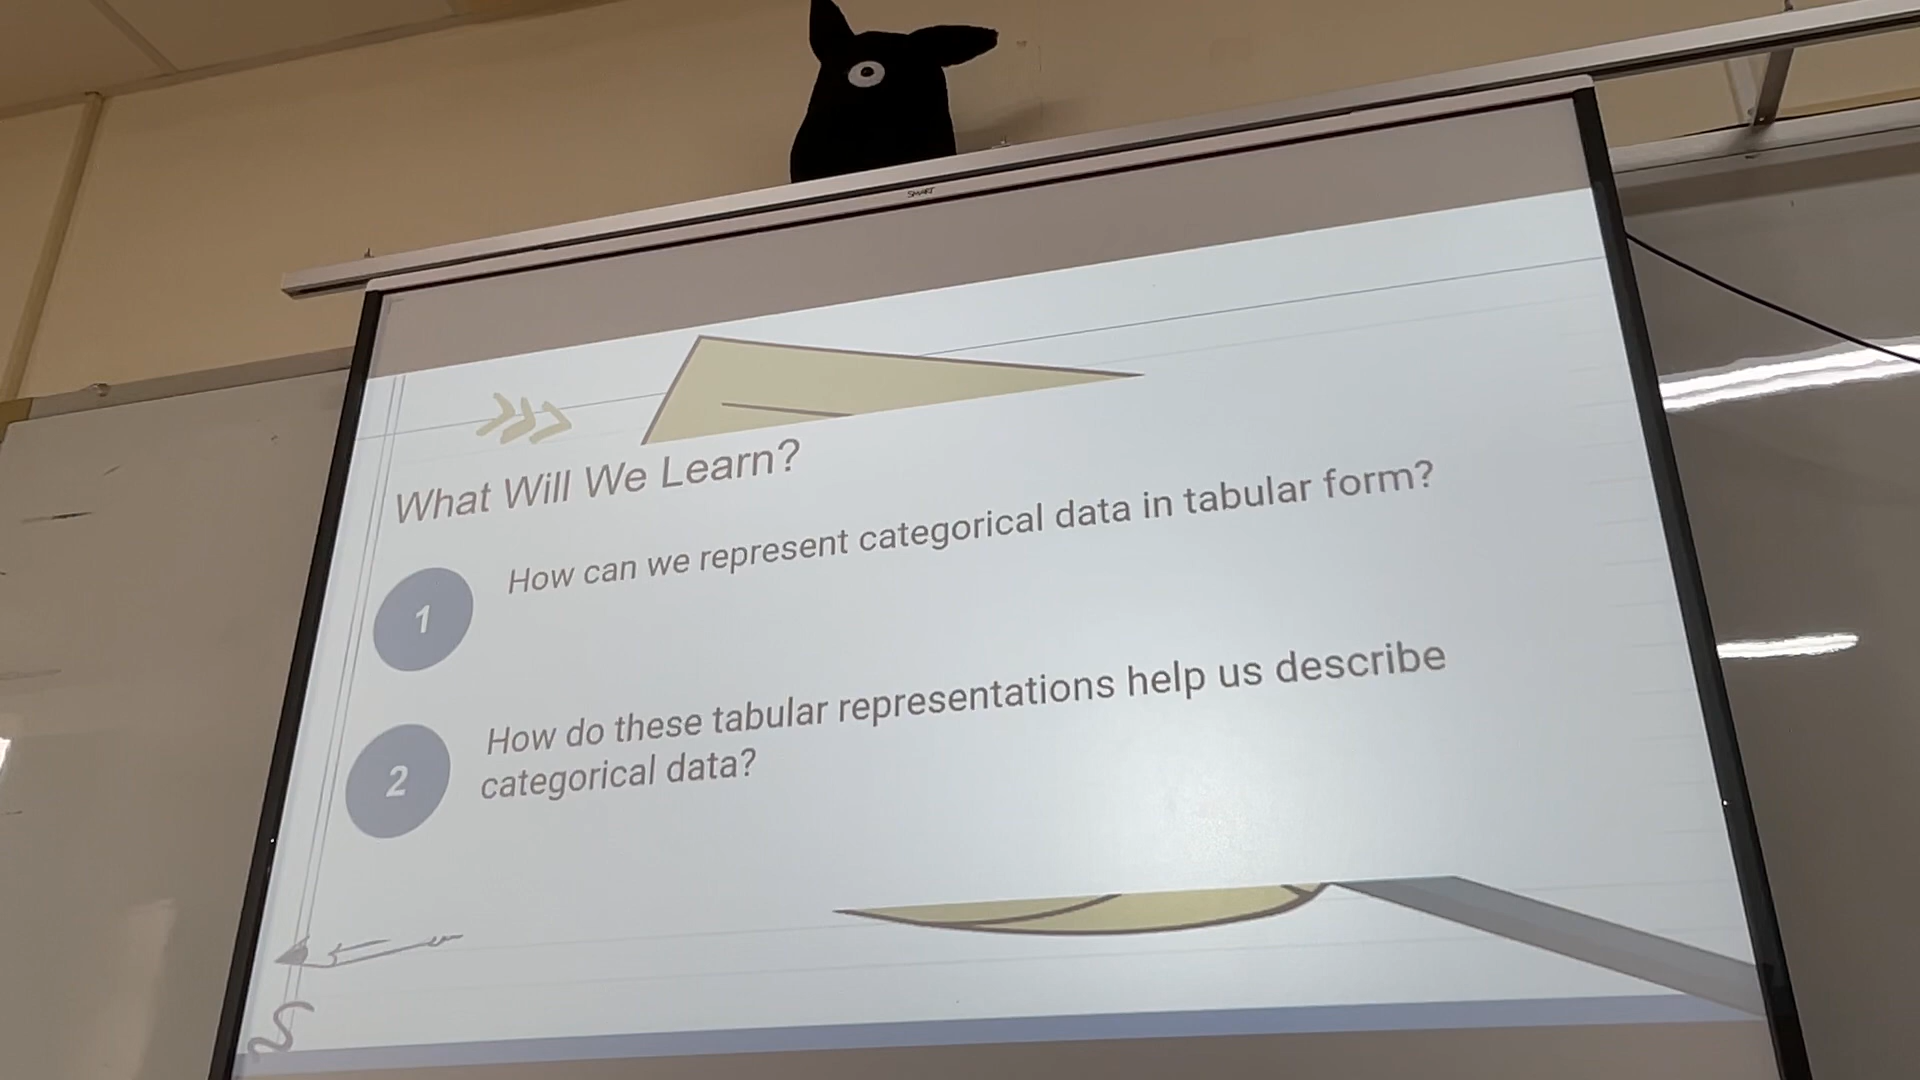 SMART
What Will We Learn?
1
How can we represent categorical data in tabular form?
2
How do these tabular representations help us describe
categorical data?